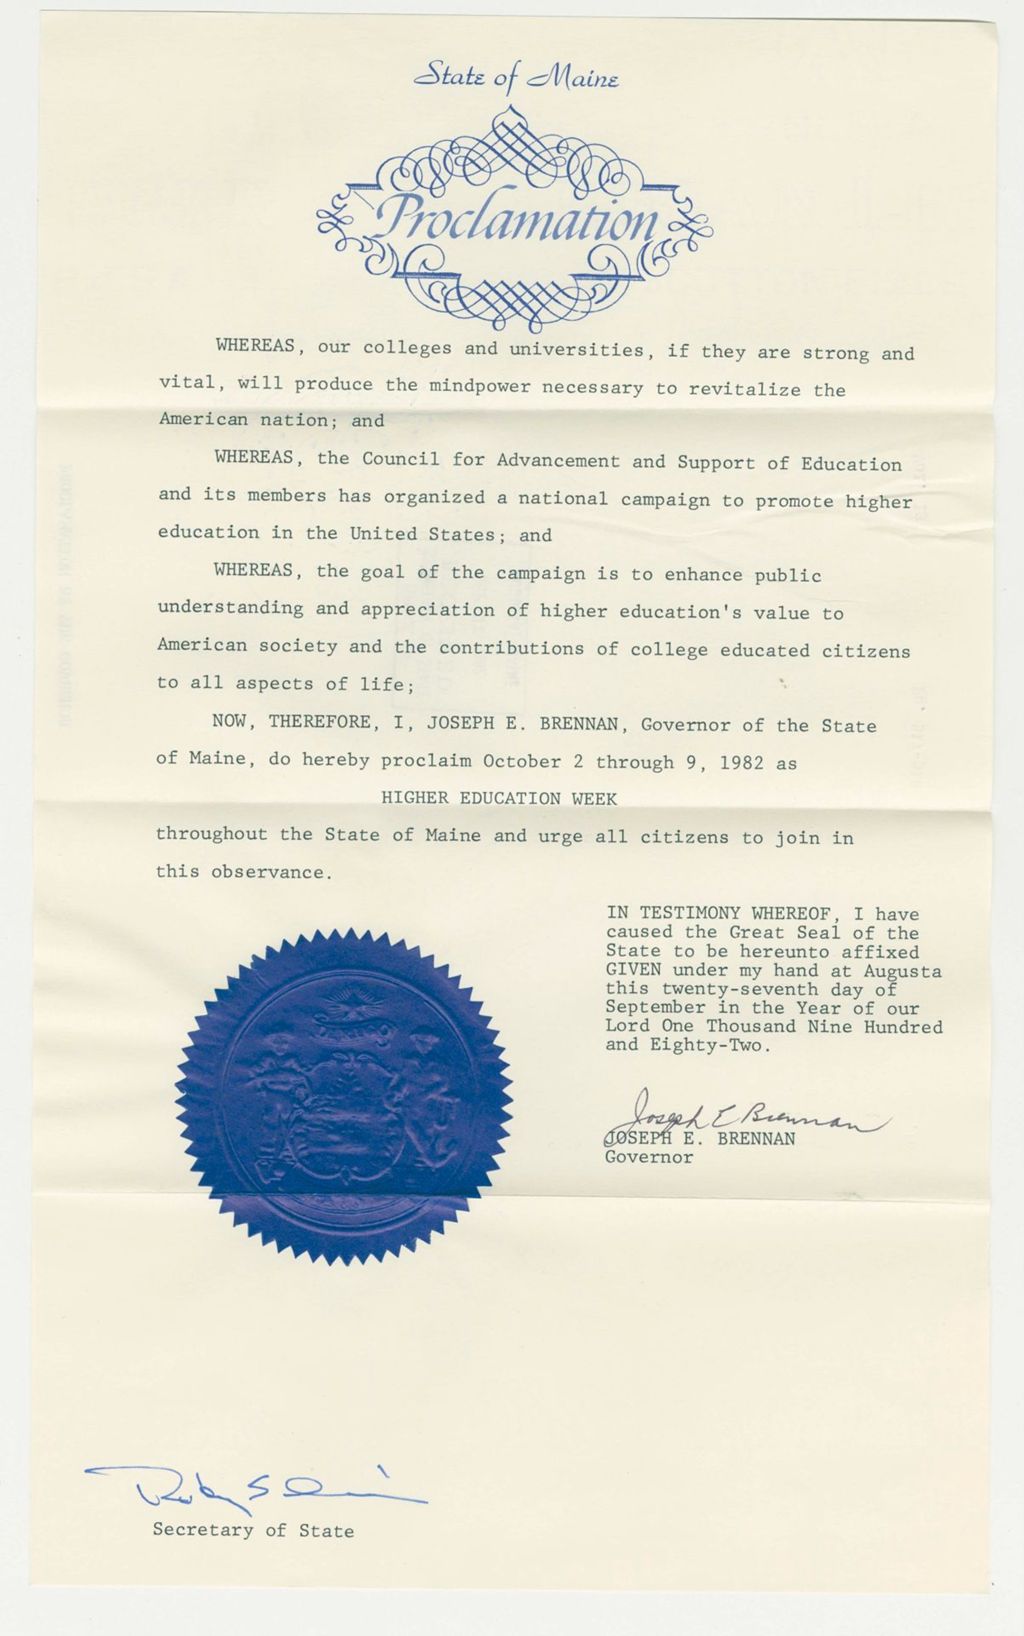 State of Maine
Proclamation
WHEREAS, our colleges and universities, if they are strong and
vital, will produce the mindpower necessary to revitalize the
American nation; and
WHEREAS, the Council for Advancement and Support of Education
and its members has organized a national campaign to promote higher
education in the United States; and
WHEREAS, the goal of the campaign is to enhance public
understanding and appreciation of higher education's value to
American society and the contributions of college educated citizens
to all aspects of life;
NOW, THEREFORE, I, JOSEPH E. BRENNAN, Governor of the State
of Maine, do hereby proclaim October 2 through 9, 1982 as
HIGHER EDUCATION WEEK
throughout the State of Maine and urge all citizens to join in
this observance.
IN TESTIMONY WHEREOF, I have
caused the Great Seal of the
State to be hereunto affixed
GIVEN under my hand at Augusta
this twenty-seventh day of
September in the Year of our
Lord One Thousand Nine Hundred
and Eighty-Two.
Joseph E Brennan
JOSEPH E. BRENNAN
Governor
Secretary of State